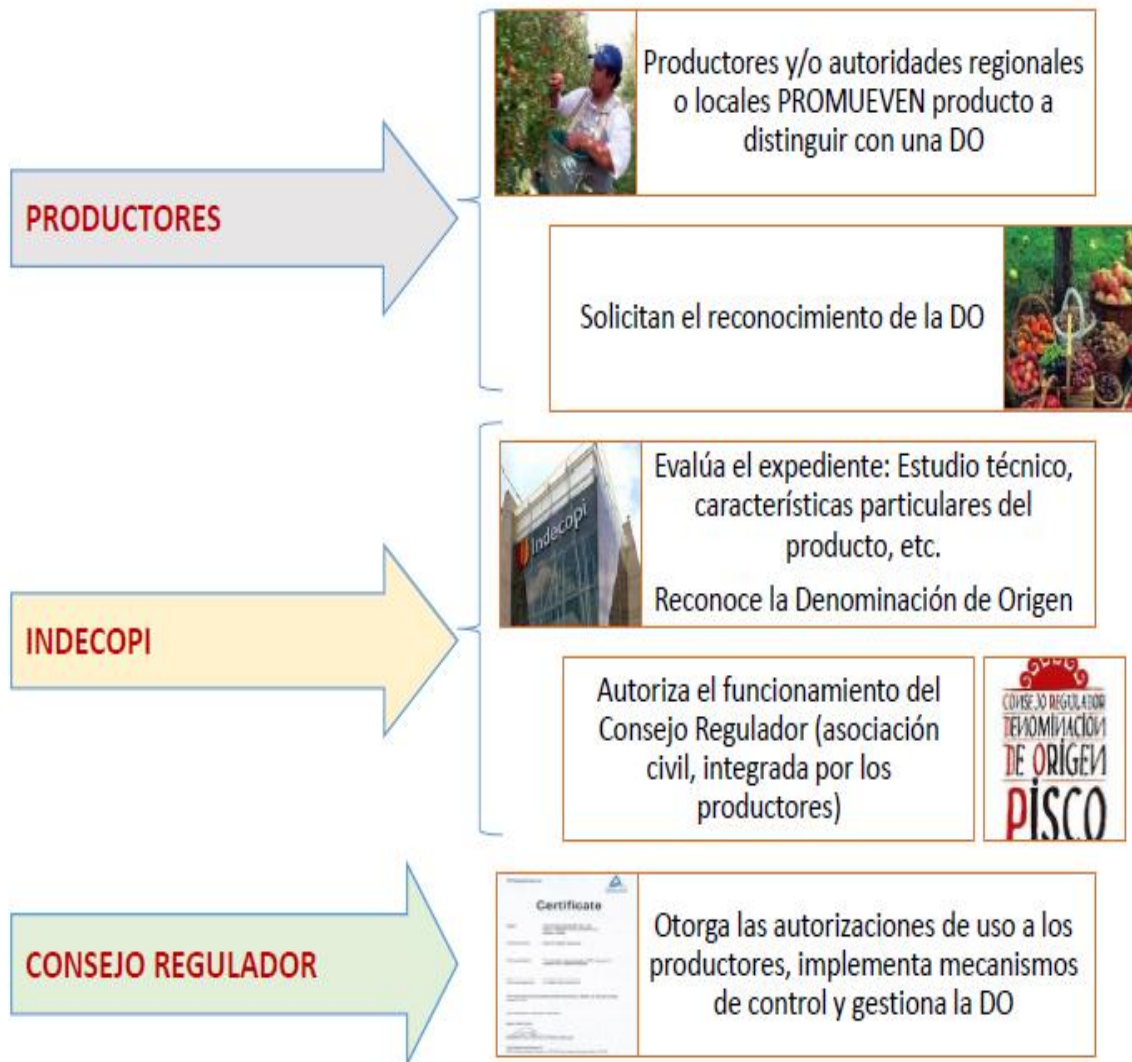 PRODUCTORES
Productores y/o autoridades regionales
o locales PROMUEVEN producto a
distinguir con una DO
Solicitan el reconocimiento de la DO
INDECOPI
Indecopi
Evalúa el expediente: Estudio técnico,
características particulares del
producto, etc.
Reconoce la Denominación de Origen
Autoriza el funcionamiento del
Consejo Regulador (asociación
civil, integrada por los
productores)
CONSEJO REGULADOR
DENOMINACION
DE ORIGEN
PISCO
CONSEJO REGULADOR
Certificate
Otorga las autorizaciones de uso a los
productores, implementa mecanismos
de control y gestiona la DO